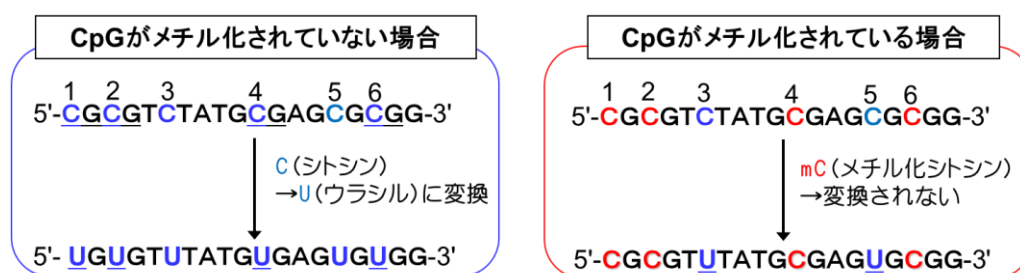 CpGがメチル化されていない場合
1 2 3 4 5 6
5'-CGCGTCTATGCGAGCGCGG-3'
C(シトシン)
→U(ウラシル)に変換
5'- UGUGTUTATGUGAGUGUGG-3'
CpGがメチル化されている場合
1 2 3 4 5 6
5'-CGCGTCTATGCGAGCGCGG-3'
mC(メチル化シトシン)
→変換されない
5'-CGCGTUTATGCGAGUGCGG-3'